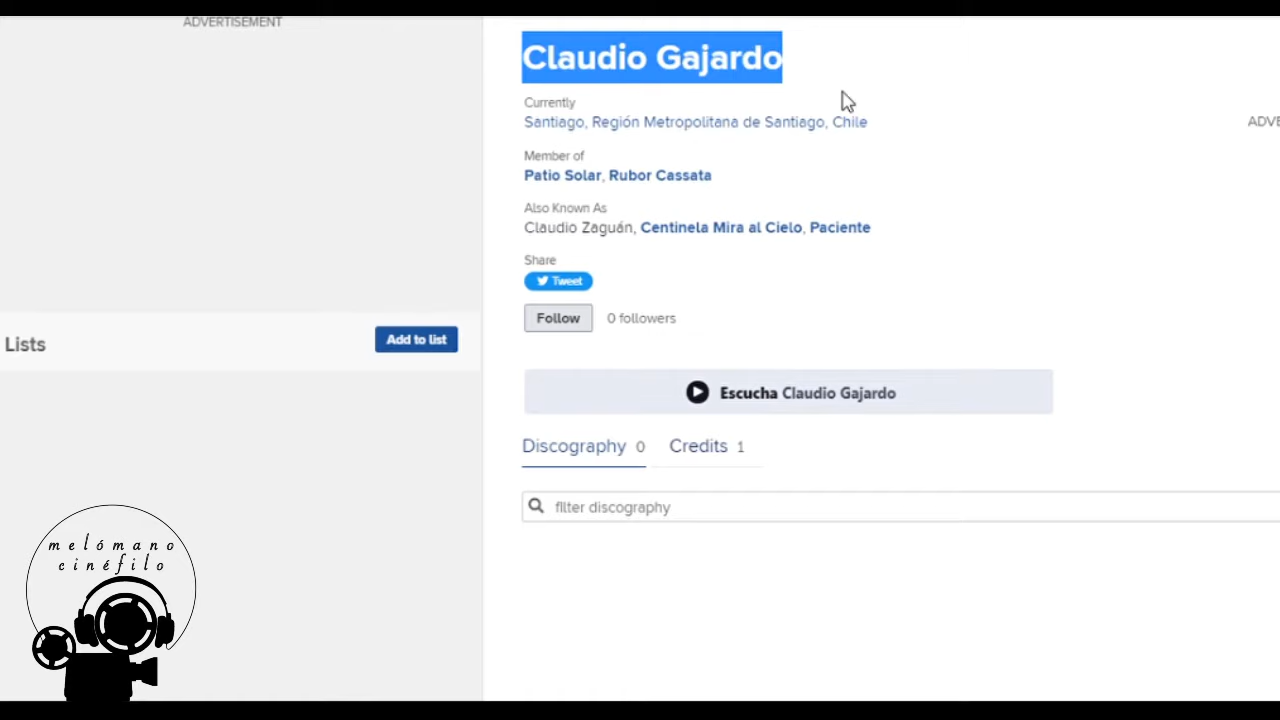 ADVERTISEMENT
Claudio Gajardo
Currently
Santiago, Región Metropolitana de Santiago, Chile
ADVE
Member of
Patio Solar, Rubor Cassata
Also Known As
Claudio Zaguán, Centinela Mira al Cielo, Paciente
Share
Tweet
Follow 0 followers
Lists Add to list
Escucha Claudio Gajardo
Discography 0 Credits 1
filter discography
melómano
cinéfilo